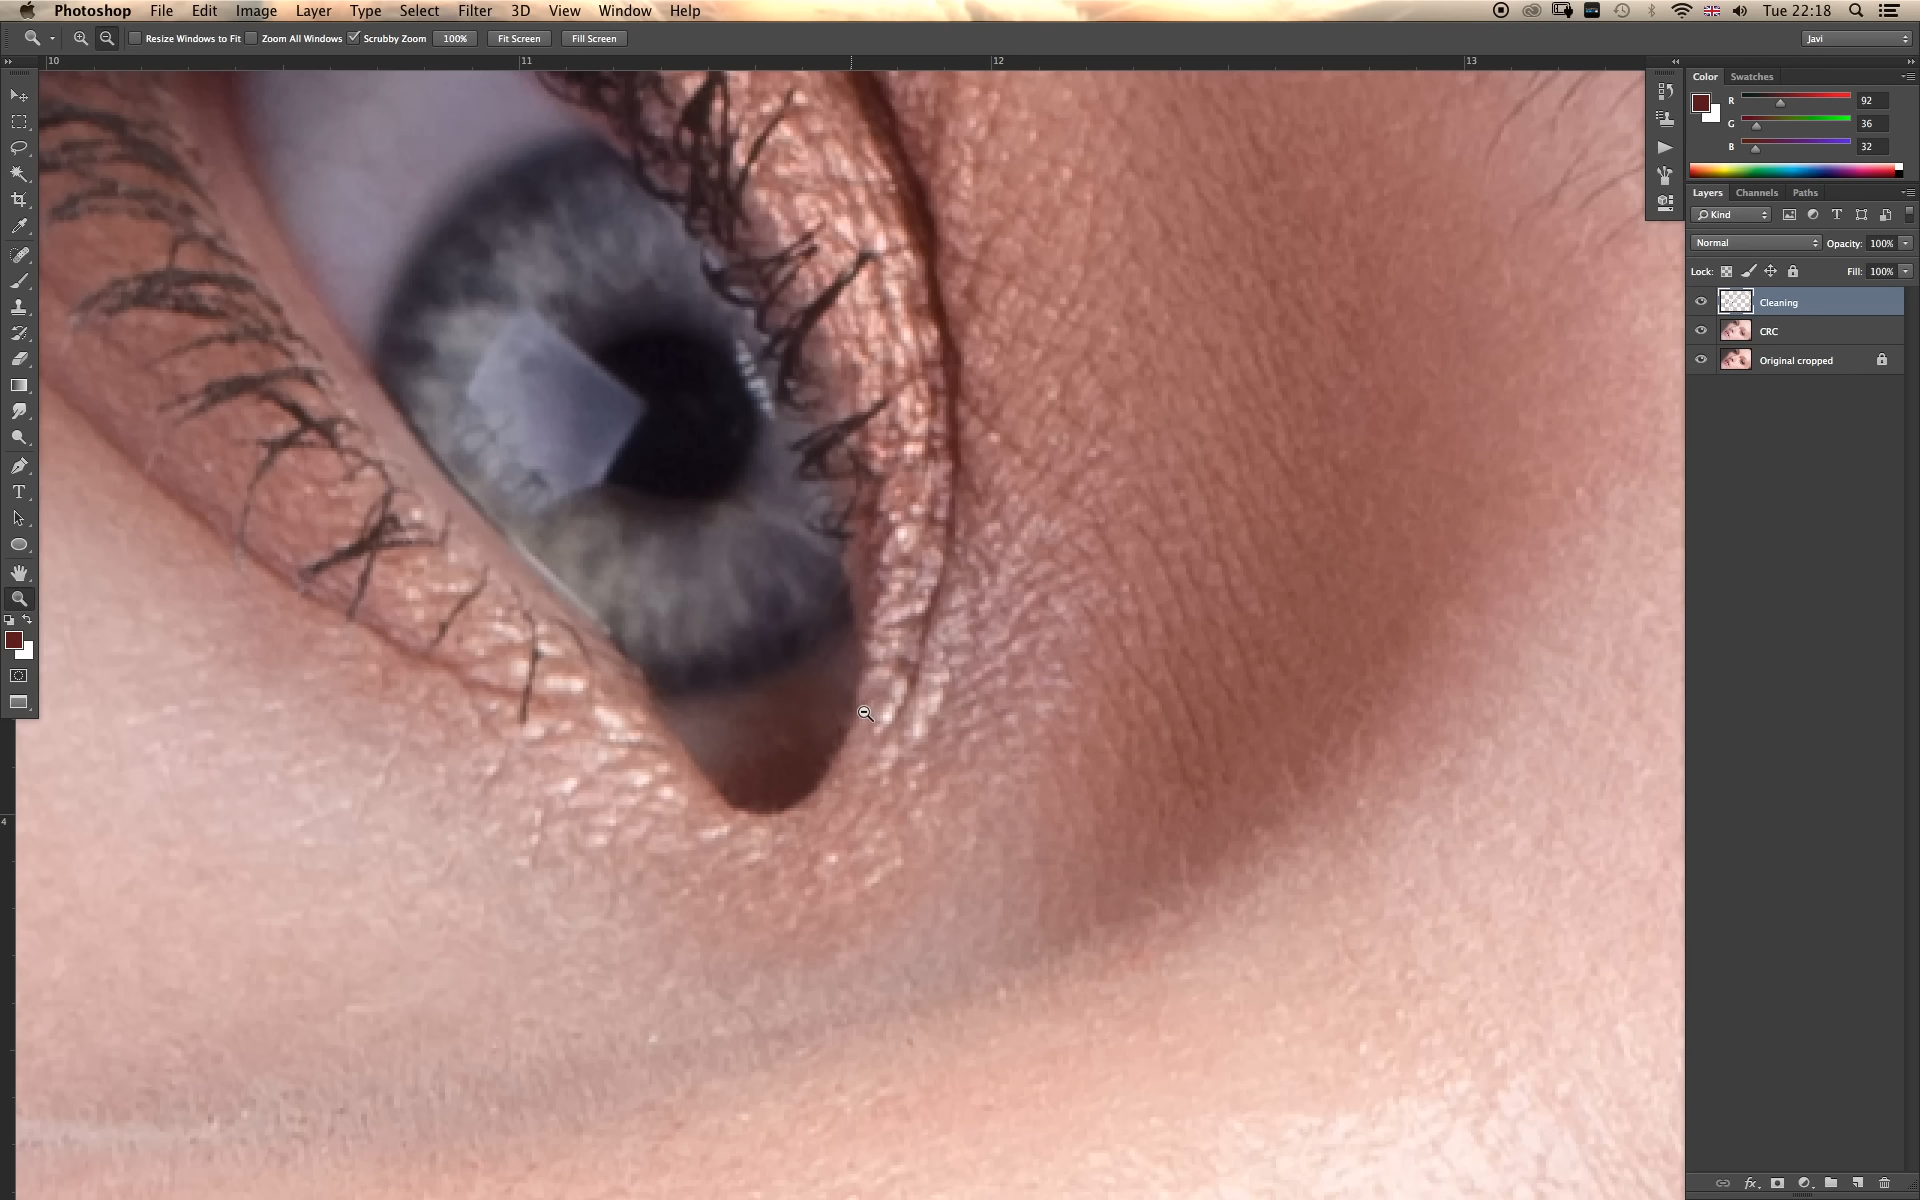 Photoshop File Edit Image Layer Type Select Filter 3D View Window Help Tue 22:18
Resize Windows to Fit Zoom All Windows Scrubby Zoom 100% Fit Screen Fill Screen Javi
10 11 12 13
Color Swatches
R 92
G 36
B 32
Layers Channels Paths
Kind T
Normal Opacity: 100%
Lock: Fill: 100%
Cleaning
CRC
Original cropped
T
4
fx